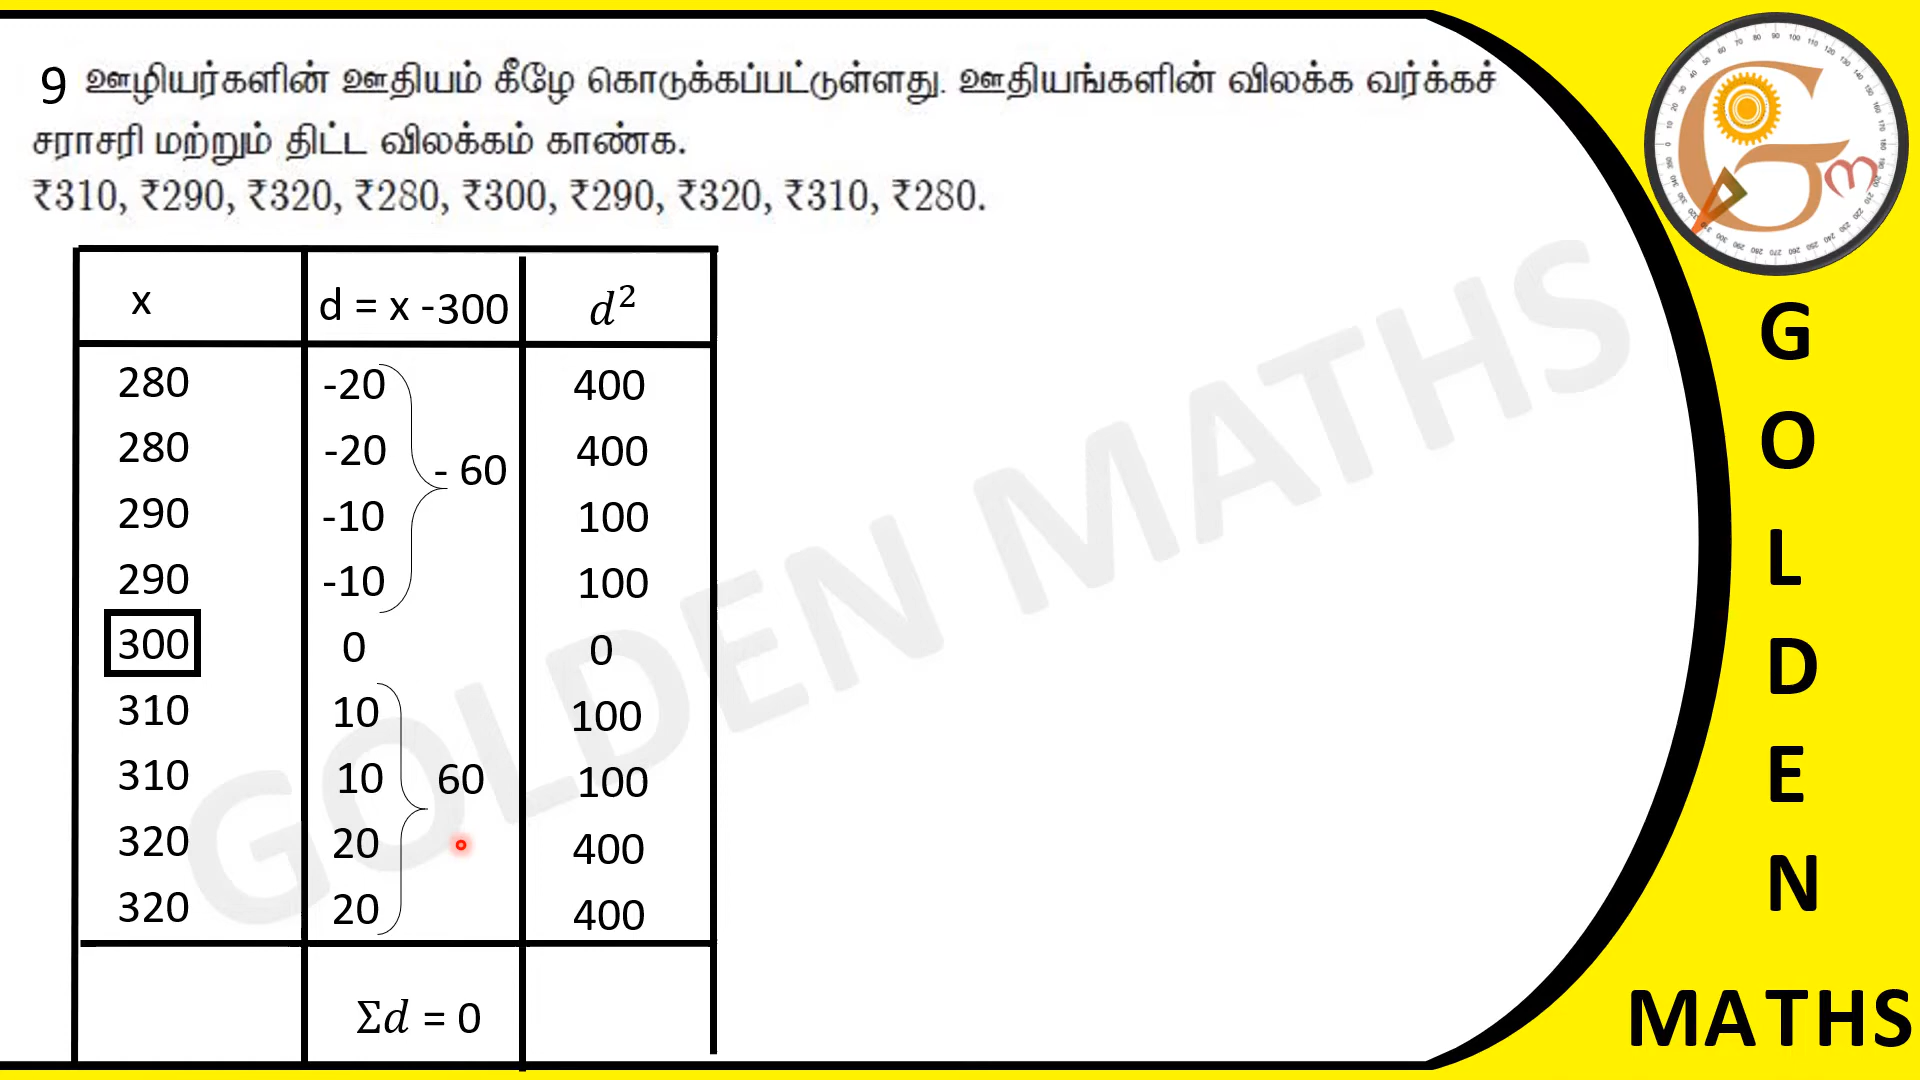 9 ஊழியர்களின் ஊதியம் கீழே கொடுக்கப்பட்டுள்ளது. ஊதியங்களின் விலக்க வர்க்கச்
சராசரி மற்றும் திட்ட விலக்கம் காண்க.
₹310, ₹290, ₹320, ₹280, ₹300, ₹290, ₹320, ₹310, ₹280.
x d = x -300 d²
280 -20 400
280 -20 400
- 60
290 -10 100
290 -10 100
300 0 0
310 10 100
310 10 60 100
320 20 400
320 20 400
Σd = 0
GOLDEN MATHS
G
O
L
D
E
N
MATHS